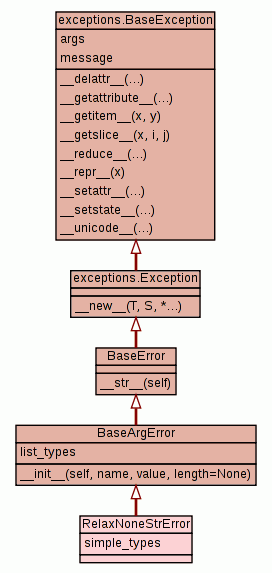 exceptions.BaseException
args
message
__delattr__(...)
__getattribute__(...)
__getitem__(x, y)
__getslice__(x, i, j)
__reduce__(...)
__repr__(x)
__setattr__(...)
__setstate__(...)
__unicode__(...)
exceptions.Exception
__new__(T, S, *...)
BaseError
__str__(self)
BaseArgError
list_types
__init__(self, name, value, length=None)
RelaxNoneStrError
simple_types